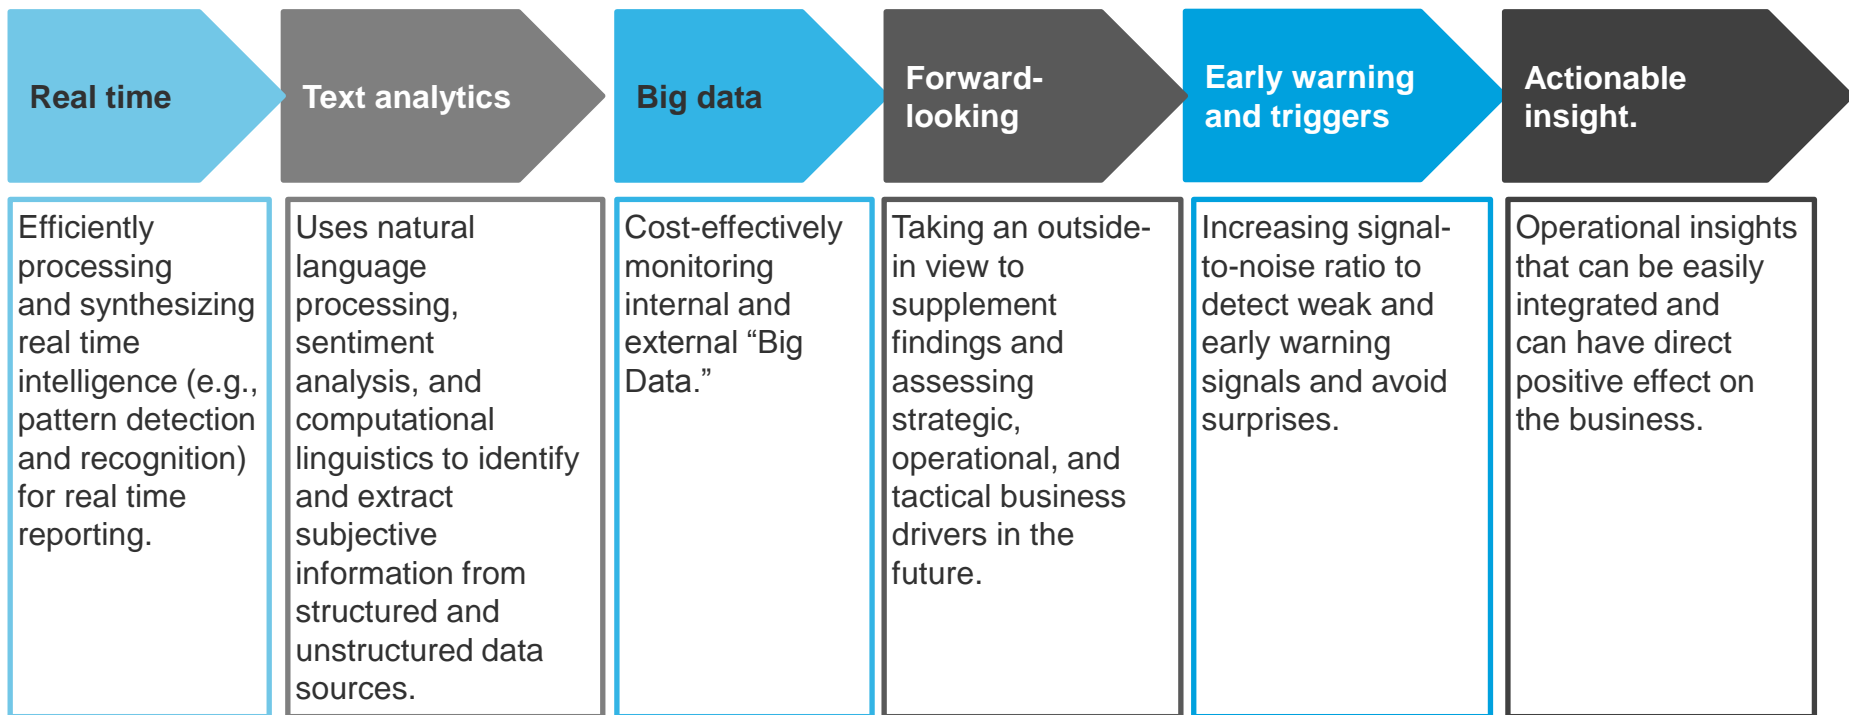 Real time
Text analytics
Big data
Forward-
looking
Early warning
and triggers
Actionable
insight.
Efficiently
processing
and synthesizing
real time
intelligence (e.g.,
pattern detection
and recognition)
for real time
reporting.
Uses natural
language
processing,
sentiment
analysis, and
computational
linguistics to identify
and extract
subjective
information from
structured and
unstructured data
sources.
Cost-effectively
monitoring
internal and
external “Big
Data.”
Taking an outside-
in view to
supplement
findings and
assessing
strategic,
operational, and
tactical business
drivers in the
future.
Increasing signal-
to-noise ratio to
detect weak and
early warning
signals and avoid
surprises.
Operational insights
that can be easily
integrated and
can have direct
positive effect on
the business.